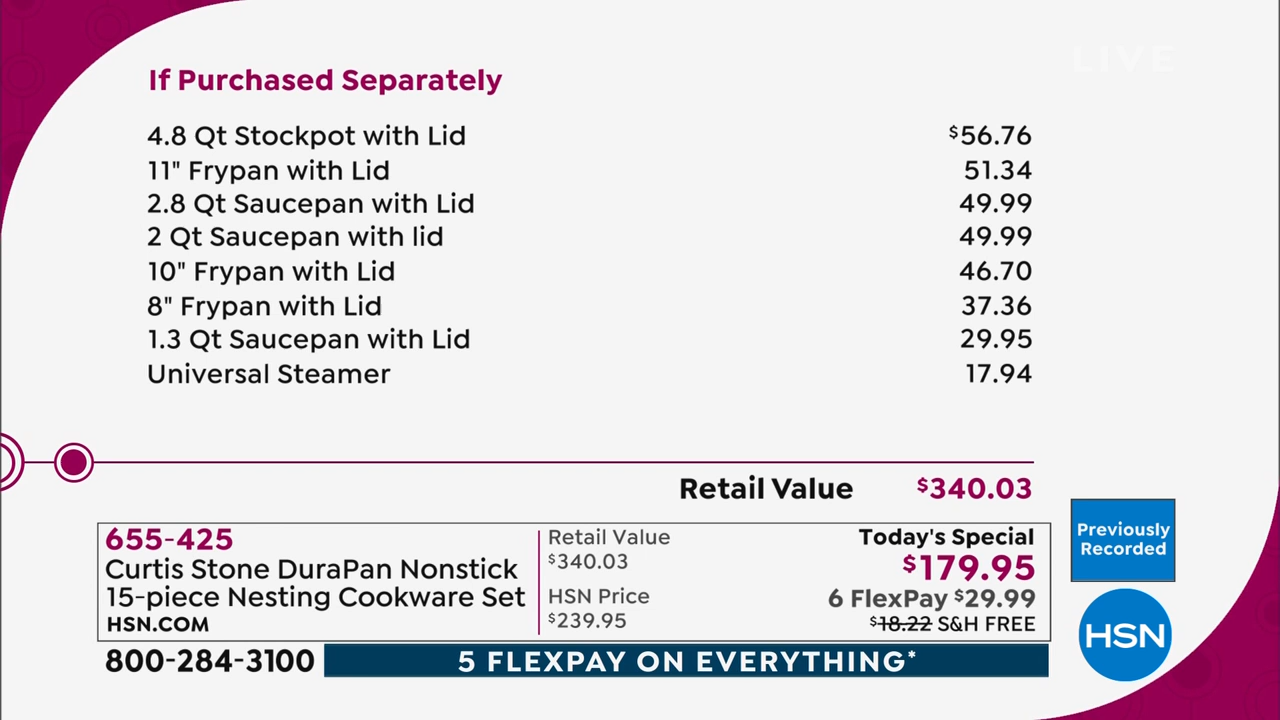 LIVE
If Purchased Separately
4.8 Qt Stockpot with Lid $56.76
11" Frypan with Lid 51.34
2.8 Qt Saucepan with Lid 49.99
2 Qt Saucepan with lid 49.99
10" Frypan with Lid 46.70
8" Frypan with Lid 37.36
1.3 Qt Saucepan with Lid 29.95
Universal Steamer 17.94
Retail Value $340.03
655-425
Curtis Stone DuraPan Nonstick
15-piece Nesting Cookware Set
HSN.COM
Retail Value
$340.03
HSN Price
$239.95
Today's Special
$179.95
6 FlexPay $29.99
$18.22 S&H FREE
Previously
Recorded
HSN
800-284-3100
5 FLEXPAY ON EVERYTHING*